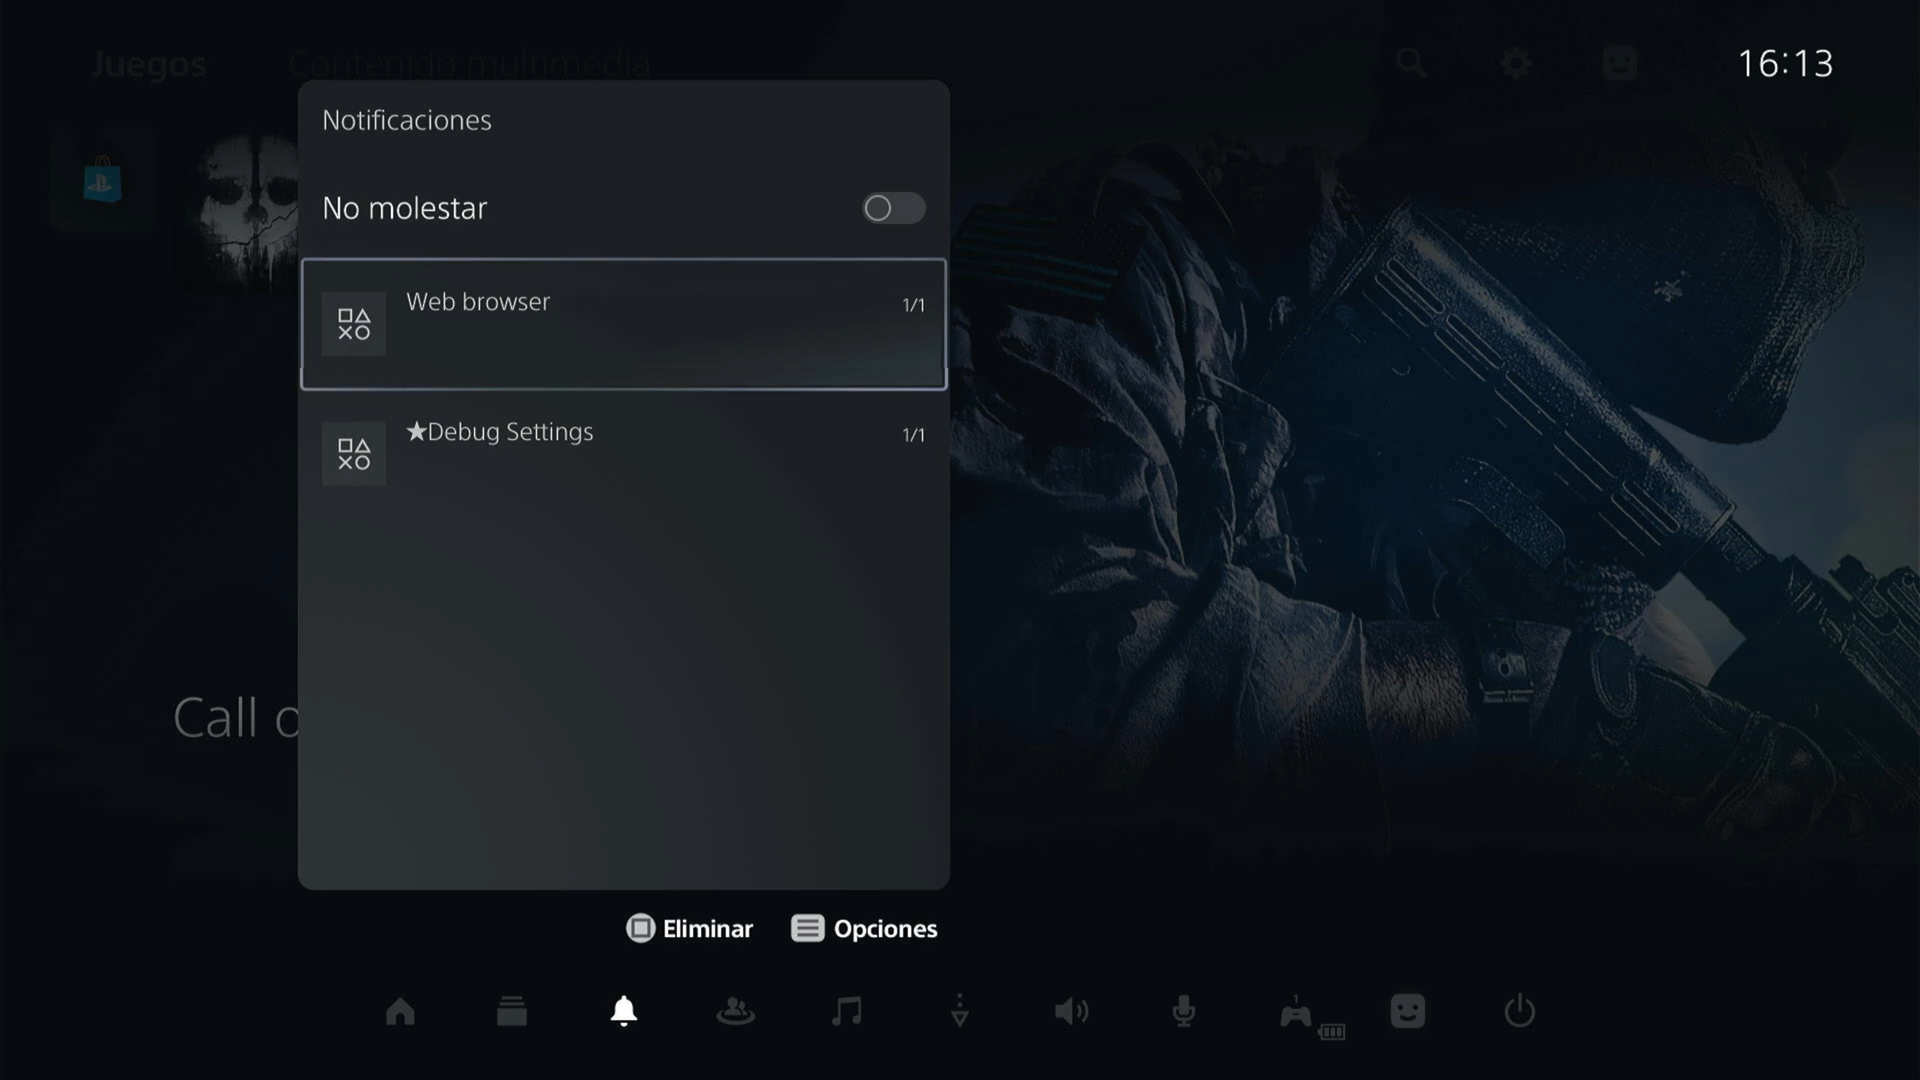 Juegos
Contenido multimedia
16:13
Notificaciones
No molestar
Web browser
1/1
★Debug Settings
1/1
Call o
Eliminar
Opciones
1